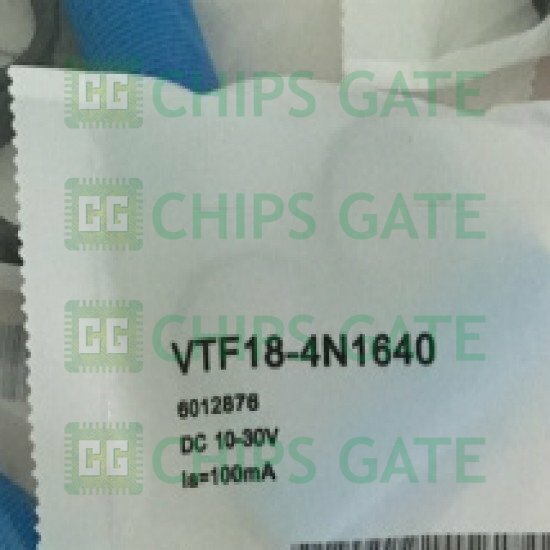 CG CHIPS GATE
CG CHIPS GATE
CG CHIPS GATE
VTF18-4N1640
6012876
DC 10-30V
Ia=100mA
CG CHIPS GATE